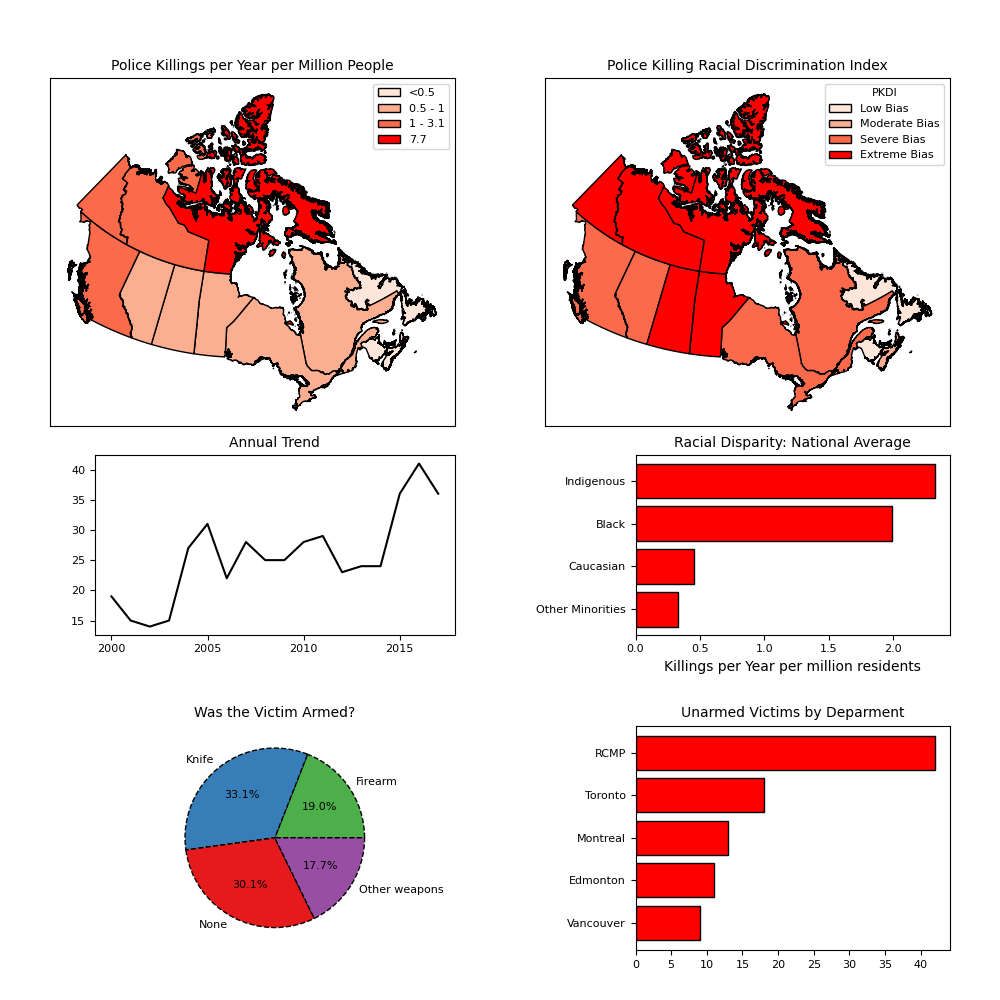 Police Killings per Year per Million People
<0.5
0.5 - 1
1 - 3.1
7.7
Police Killing Racial Discrimination Index
PKDI
Low Bias
Moderate Bias
Severe Bias
Extreme Bias
Annual Trend
40
35
30
25
20
15
2000
2005
2010
2015
Racial Disparity: National Average
Indigenous
Black
Caucasian
Other Minorities
0.0
0.5
1.0
1.5
2.0
Killings per Year per million residents
Was the Victim Armed?
Knife
Firearm
33.1%
19.0%
30.1%
17.7%
Other weapons
None
Unarmed Victims by Deparment
RCMP
Toronto
Montreal
Edmonton
Vancouver
0
5
10
15
20
25
30
35
40